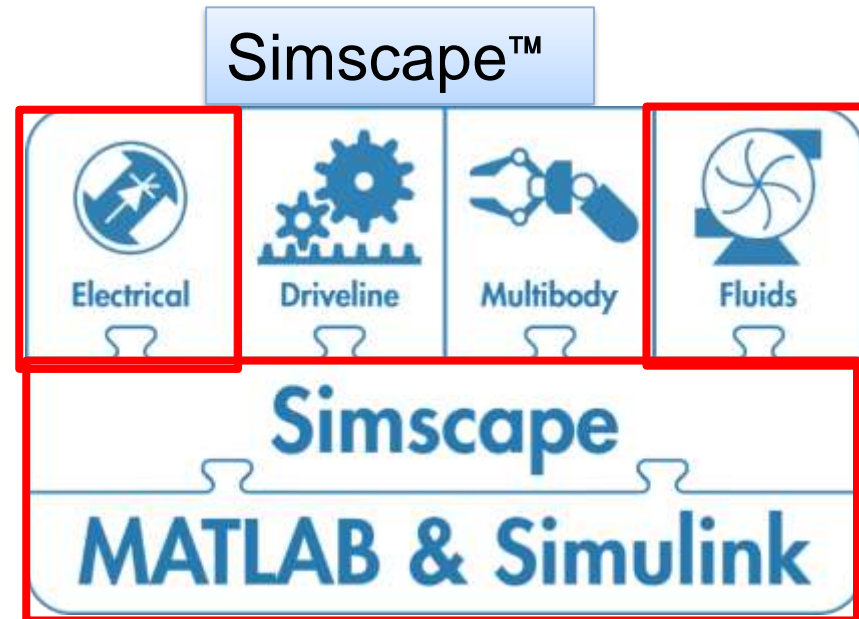 Simscape™
Electrical Driveline Multibody Fluids
Simscape
MATLAB & Simulink